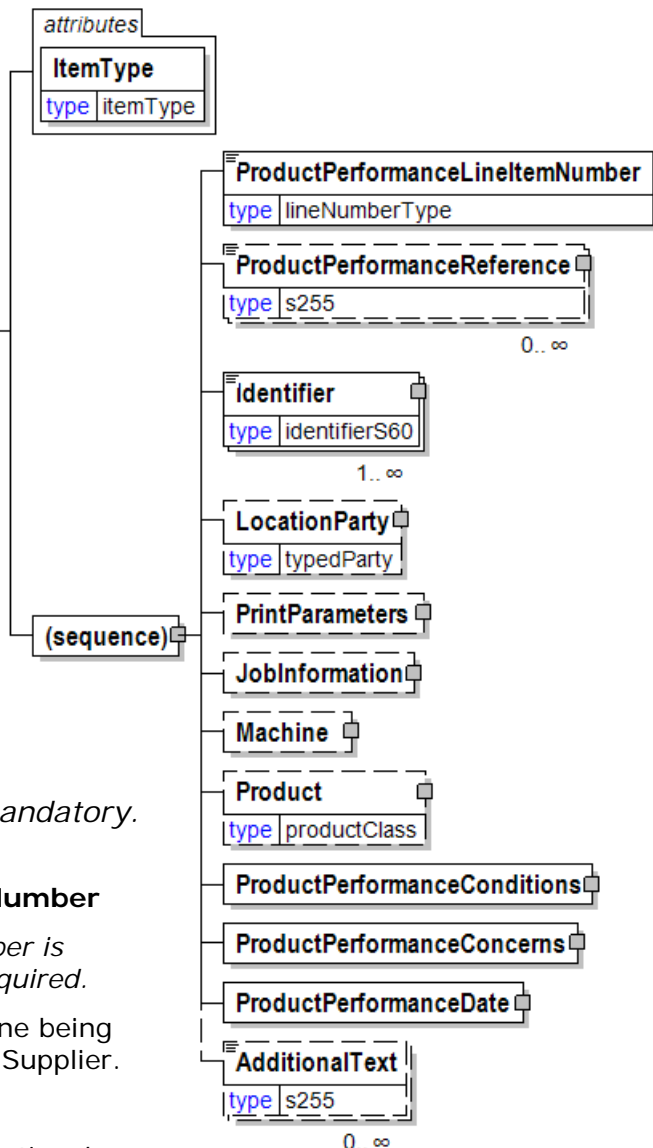 attributes
ItemType
type itemType
ProductPerformanceLineItemNumber
type lineNumberType
ProductPerformanceReference
type s255
0.. ∞
Identifier
type identifierS60
1.. ∞
LocationParty
type typedParty
(sequence)
PrintParameters
JobInformation
Machine
Product
type productClass
ProductPerformanceConditions
ProductPerformanceConcerns
ProductPerformanceDate
AdditionalText
type s255
0.. ∞
andatory.
Number
ber is
quired.
ne being
Supplier.